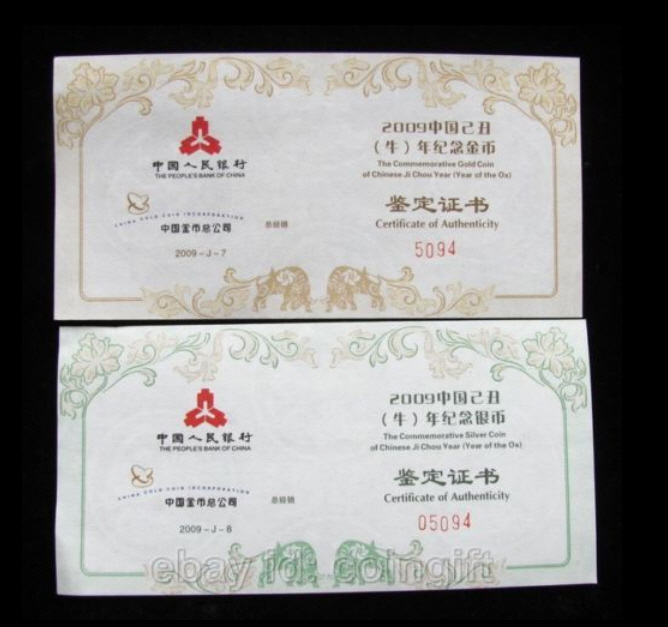 中国人民银行
THE PEOPLE'S BANK OF CHINA
CHINA GOLD COIN INCORPORATION
中国金币总公司
总经销
2009-J-7
2009中国己丑
（牛）年纪念金币
The Commemorative Gold Coin
of Chinese Ji Chou Year (Year of the Ox)
鉴定证书
Certificate of Authenticity
5094
中国人民银行
THE PEOPLE'S BANK OF CHINA
CHINA GOLD COIN INCORPORATION
中国金币总公司
总经销
2009-J-8
2009中国己丑
（牛）年纪念银币
The Commemorative Silver Coin
of Chinese Ji Chou Year (Year of the Ox)
鉴定证书
Certificate of Authenticity
05094
ebay id: coingift